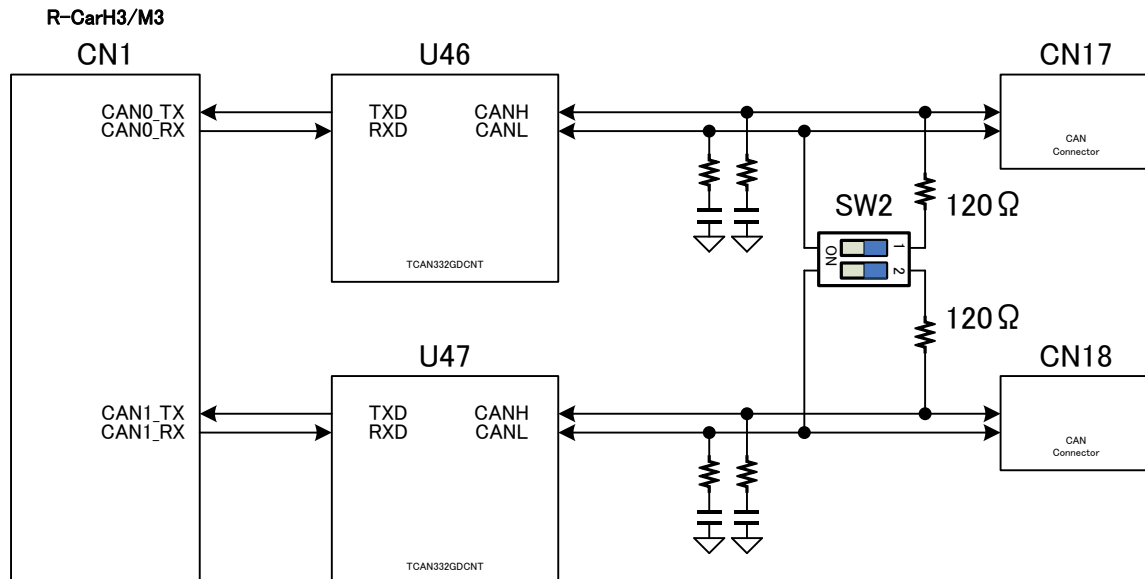 R-CarH3/M3
CN1
U46
CN17
CAN0_TX
CAN0_RX
TXD
RXD
CANH
CANL
CAN
Connector
SW2
120Ω
ON
1
2
TCAN332GDCNT
120Ω
U47
CN18
CAN1_TX
CAN1_RX
TXD
RXD
CANH
CANL
CAN
Connector
TCAN332GDCNT